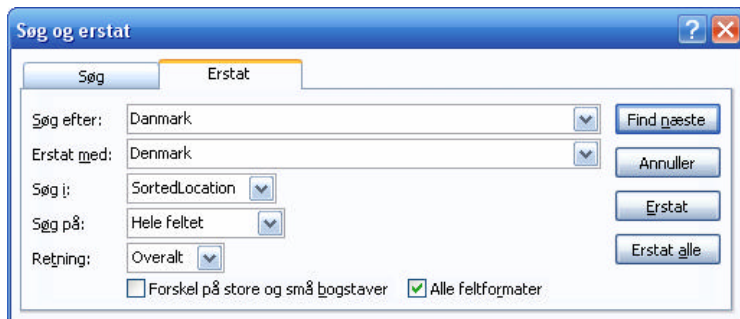 Søg og erstat
Søg
Erstat
Søg efter: Danmark Find næste
Erstat med: Denmark Annuller
Søg i: SortedLocation
Søg på: Hele feltet Erstat
Retning: Overalt Erstat alle
Forskel på store og små bogstaver Alle feltformater